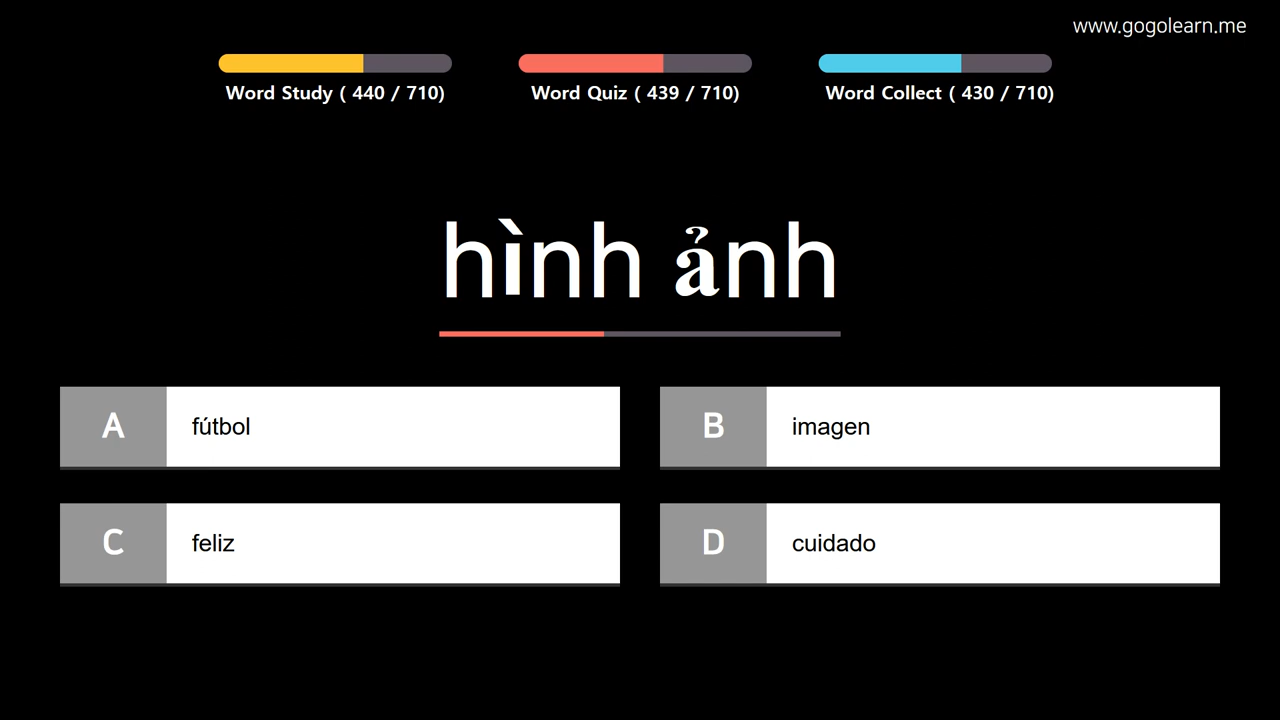 www.gogolearn.me
Word Study ( 440 / 710)
Word Quiz ( 439 / 710)
Word Collect ( 430 / 710)
hình ảnh
A fútbol
B imagen
C feliz
D cuidado